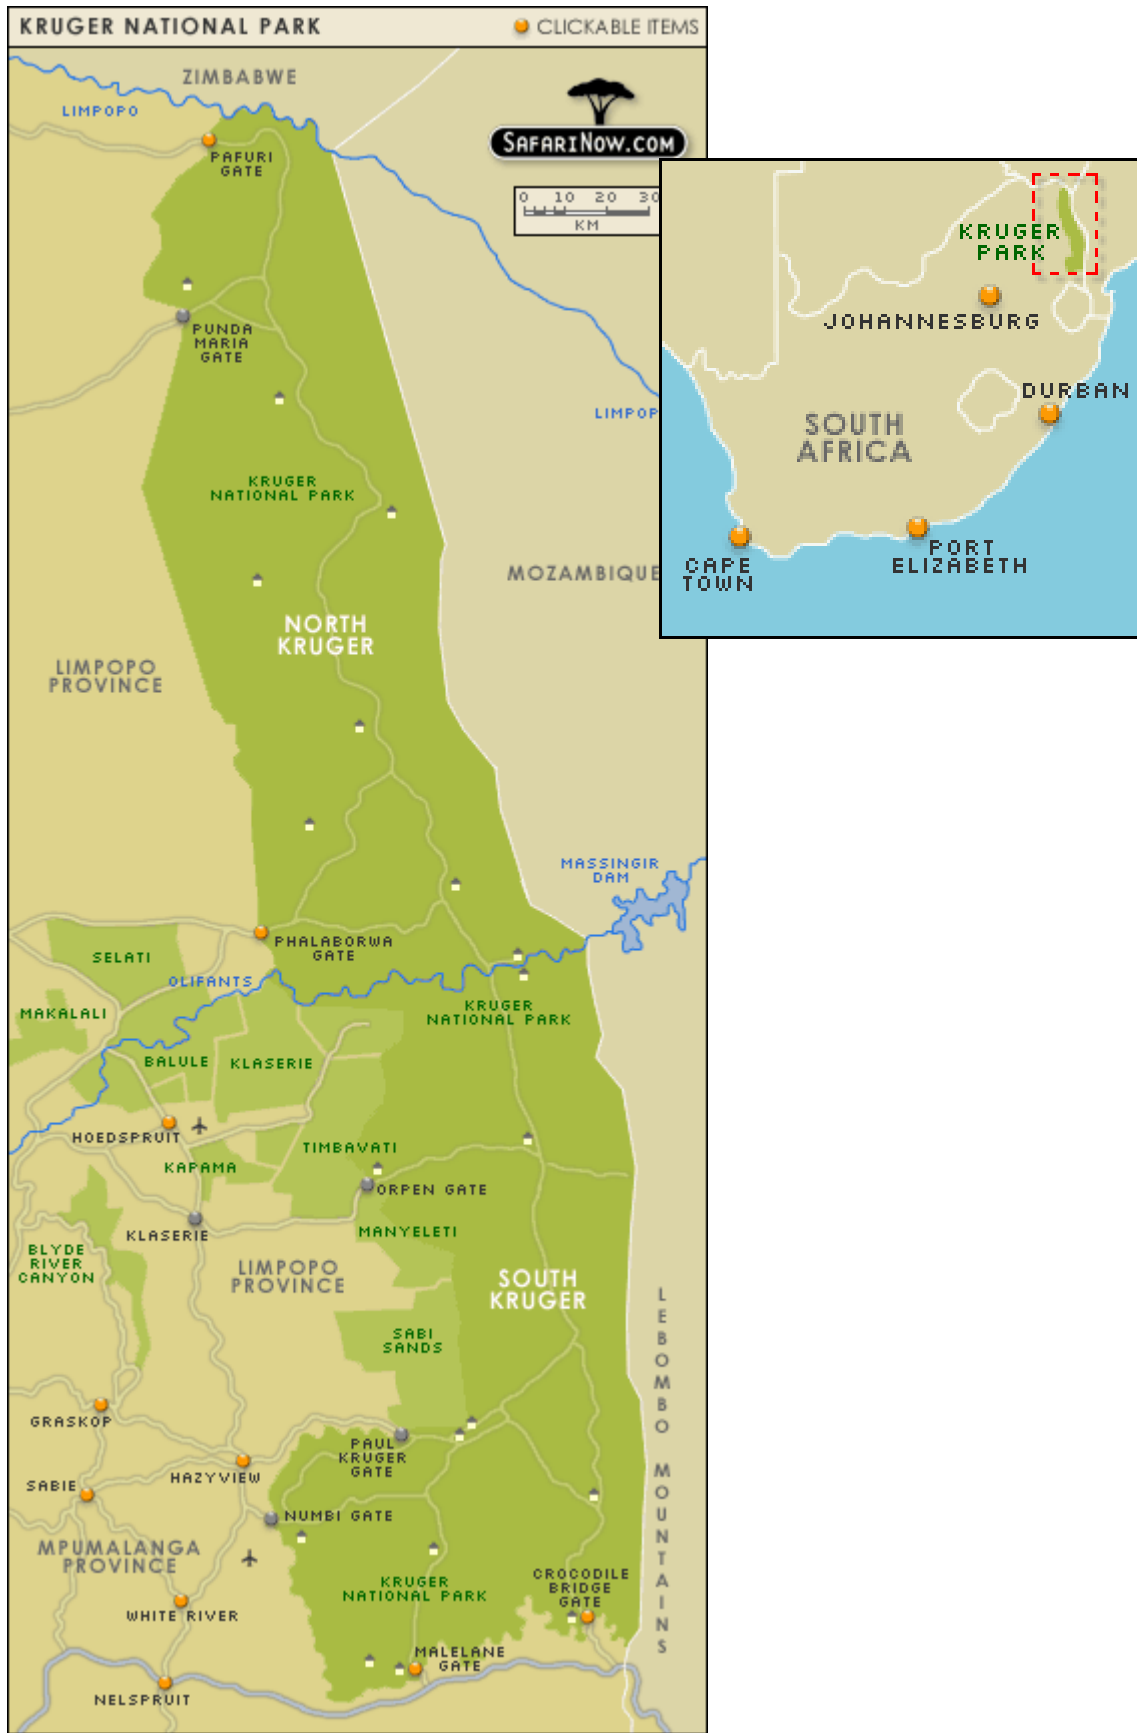 KRUGER NATIONAL PARK
CLICKABLE ITEMS
ZIMBABWE
LIMPOPO
SAFARINOW.COM
PAFURI
GATE
0 10 20 30
KM
KRUGER
PARK
JOHANNESBURG
PUNDA
MARIA
GATE
DURBAN
LIMPOP
SOUTH
AFRICA
KRUGER
NATIONAL PARK
PORT
ELIZABETH
CAPE
TOWN
MOZAMBIQUE
NORTH
KRUGER
LIMPOPO
PROVINCE
MASSINGIR
DAM
PHALABORWA
GATE
SELATI
OLIFANTS
KRUGER
NATIONAL PARK
MAKALALI
BALULE
KLASERIE
HOEDSPRUIT
TIMBAVATI
KAPAMA
ORPEN GATE
KLASERIE
MANYELETI
BLYDE
RIVER
CANYON
LIMPOPO
PROVINCE
SOUTH
KRUGER
SABI
SANDS
LEBOMBO MOUNTAINS
GRASKOP
PAUL
KRUGER
GATE
HAZYVIEW
SABIE
NUMBI GATE
MPUMALANGA
PROVINCE
KRUGER
NATIONAL PARK
CROCODILE
BRIDGE
GATE
WHITE RIVER
MALELANE
GATE
NELSPRUIT